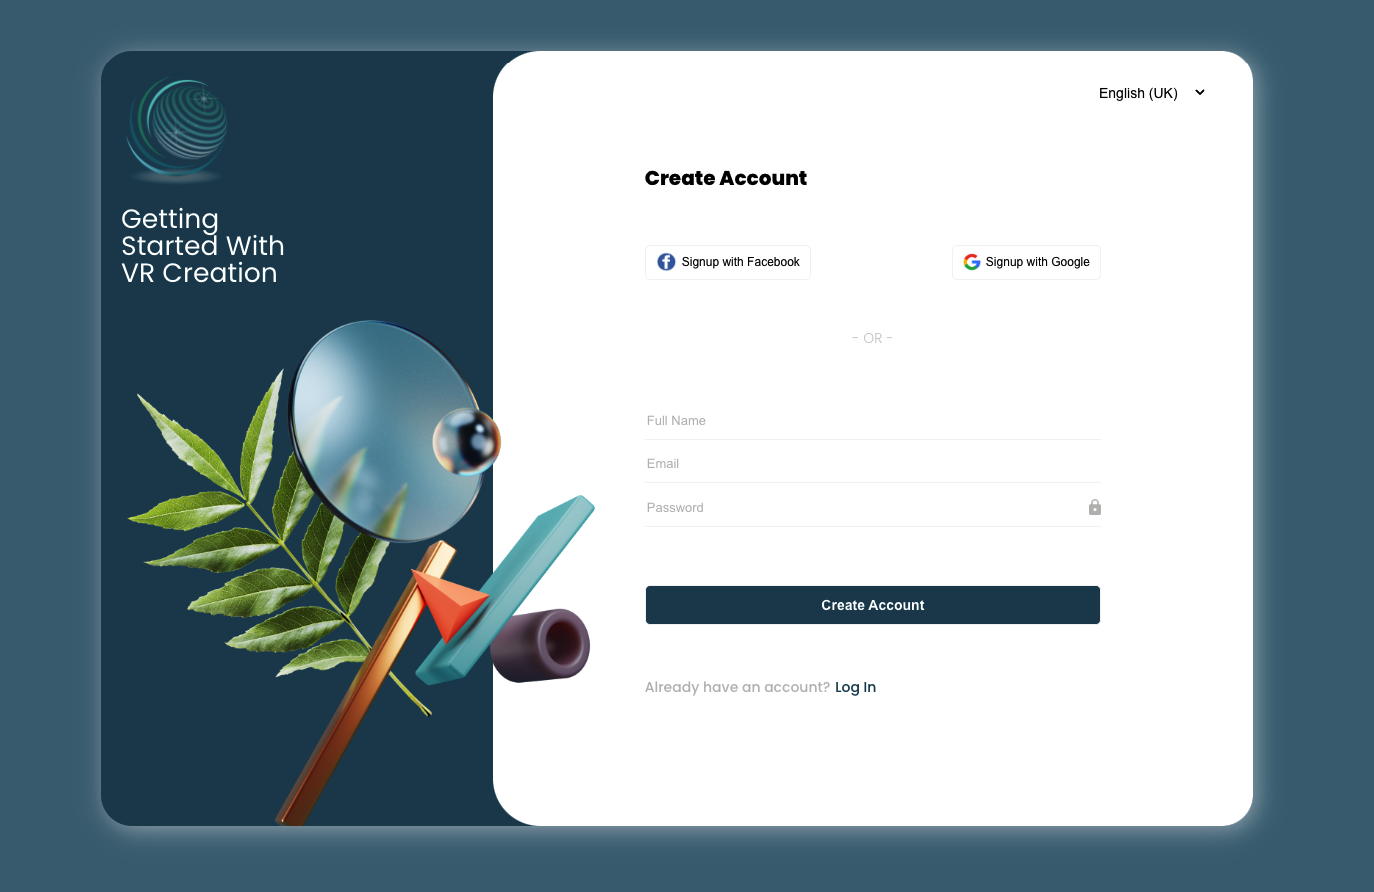 Getting
Started With
VR Creation
English (UK)
Create Account
Signup with Facebook
Signup with Google
- OR -
Full Name
Email
Password
Create Account
Already have an account? Log In